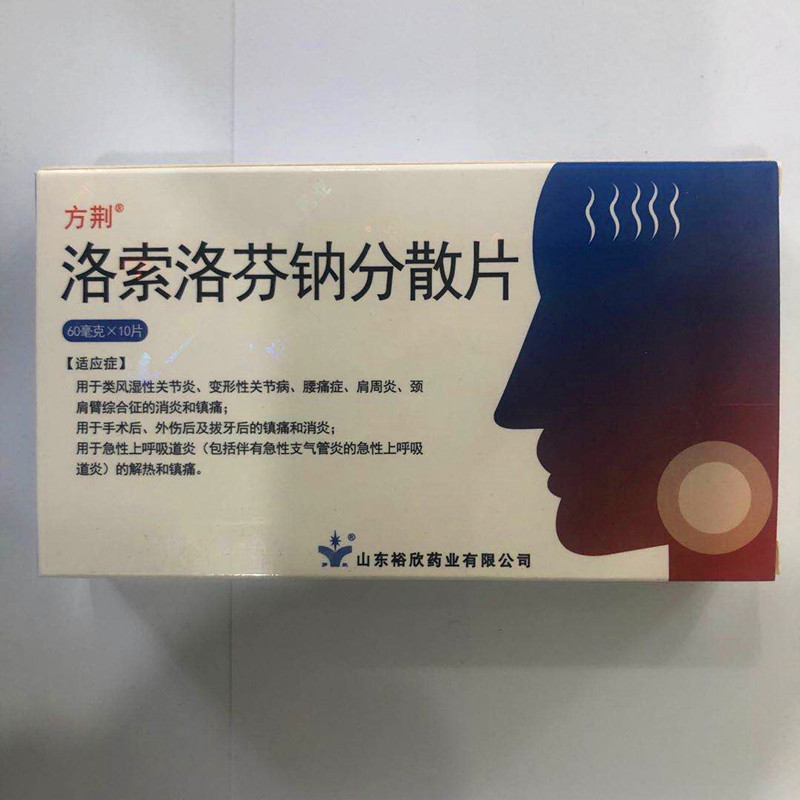 方荆®
洛索洛芬钠分散片
60毫克×10片
【适应症】
用于类风湿性关节炎、变形性关节病、腰痛症、肩周炎、颈
肩臂综合征的消炎和镇痛；
用于手术后、外伤后及拔牙后的镇痛和消炎；
用于急性上呼吸道炎（包括伴有急性支气管炎的急性上呼吸
道炎）的解热和镇痛。
®
山东裕欣药业有限公司